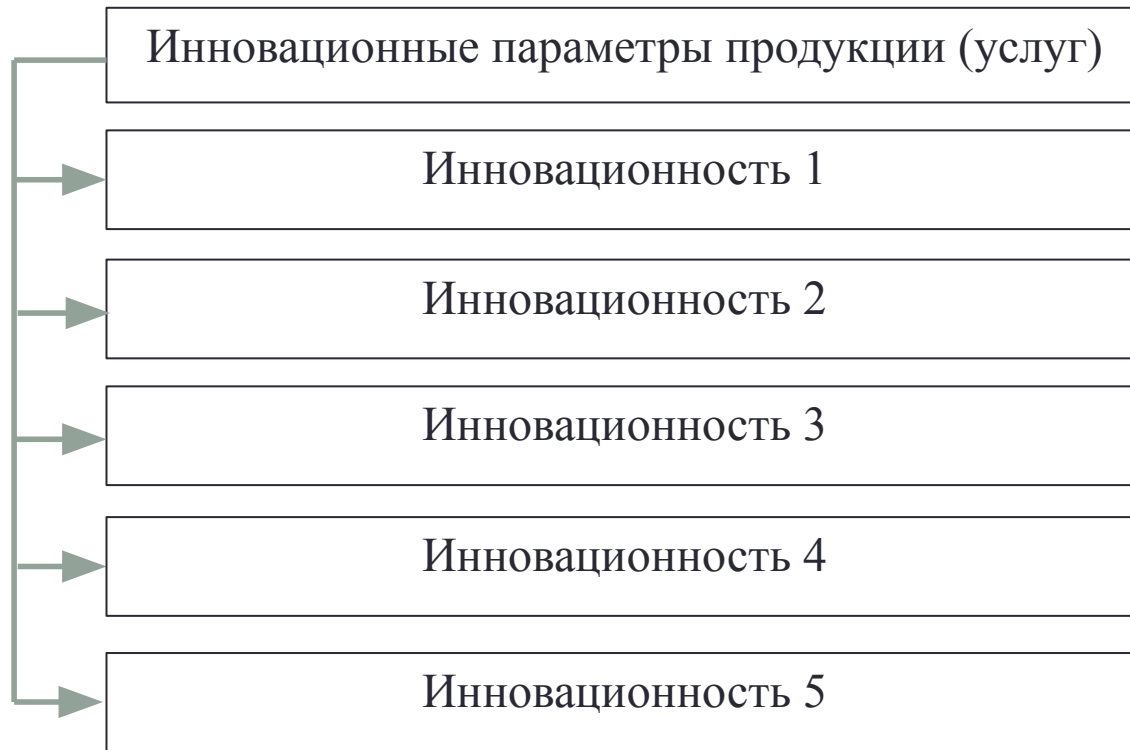 Инновационные параметры продукции (услуг)
Инновационность 1
Инновационность 2
Инновационность 3
Инновационность 4
Инновационность 5